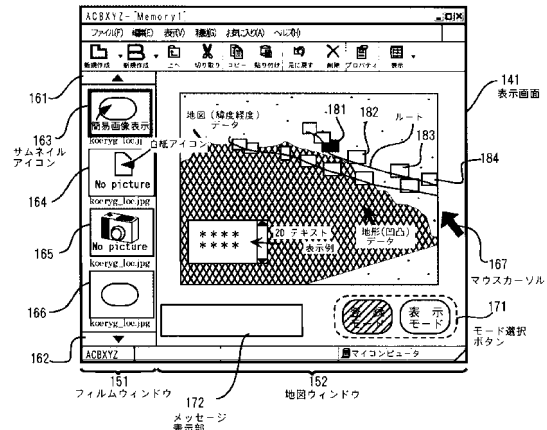 ACBXYZ-"Memory1"
ファイル(F) 編集(E) 表示(V) 移動(G) お気に入り(A) ヘルプ(H)
新規作成 新規作成 上へ 切り取り コピー 貼り付け 元に戻す 削除 プロパティ 表示
161
163
サムネイル
アイコン
簡易画像表示
koeryg_loc.j
白紙アイコン
164
No picture
koeryg_loc.jpg
165
No picture
koeryg_loc.jpg
166
koeryg_loc.jpg
162
地図(緯度経度)
データ
181
182
ルート
183
184
141
表示画面
****
****
2D テキスト
表示例
地形(凹凸)
データ
167
マウスカーソル
登録
モード
表示
モード
171
モード選択
ボタン
ACBXYZ
マイコンピュータ
151
フィルムウィンドウ
152
地図ウィンドウ
172
メッセージ
表示部